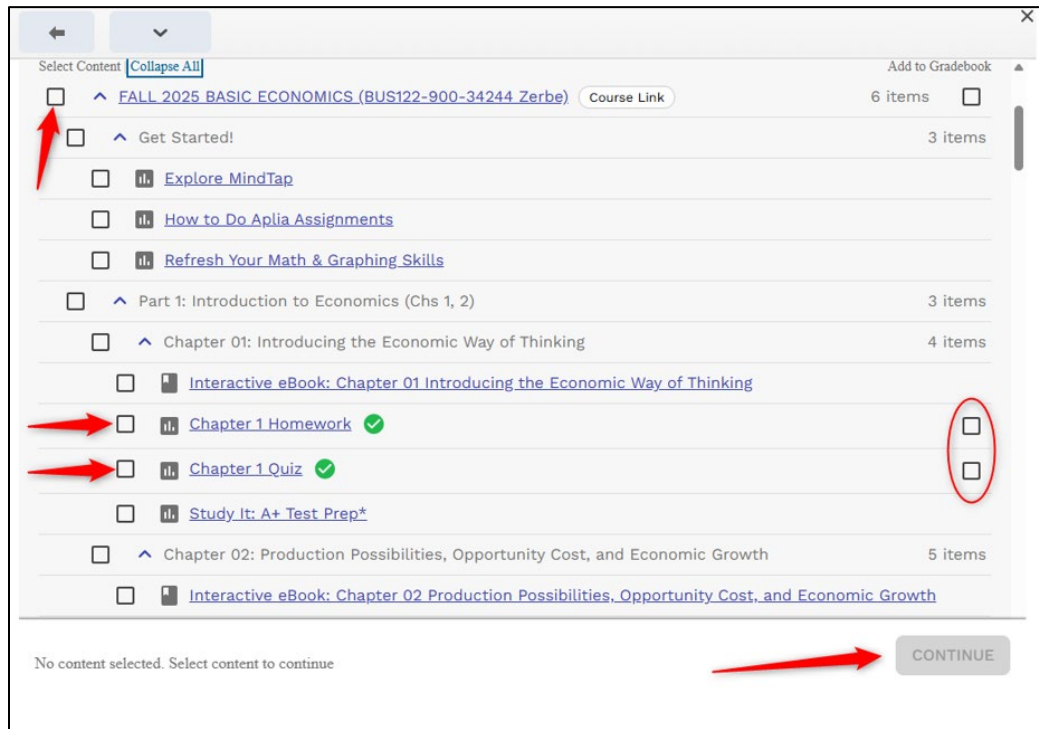 Select Content Collapse All Add to Gradebook
FALL 2025 BASIC ECONOMICS (BUS122-900-34244 Zerbe) Course Link 6 items
Get Started! 3 items
Explore MindTap
How to Do Aplia Assignments
Refresh Your Math & Graphing Skills
Part 1: Introduction to Economics (Chs 1, 2) 3 items
Chapter 01: Introducing the Economic Way of Thinking 4 items
Interactive eBook: Chapter 01 Introducing the Economic Way of Thinking
Chapter 1 Homework
Chapter 1 Quiz
Study It: A+ Test Prep*
Chapter 02: Production Possibilities, Opportunity Cost, and Economic Growth 5 items
Interactive eBook: Chapter 02 Production Possibilities, Opportunity Cost, and Economic Growth
No content selected. Select content to continue CONTINUE